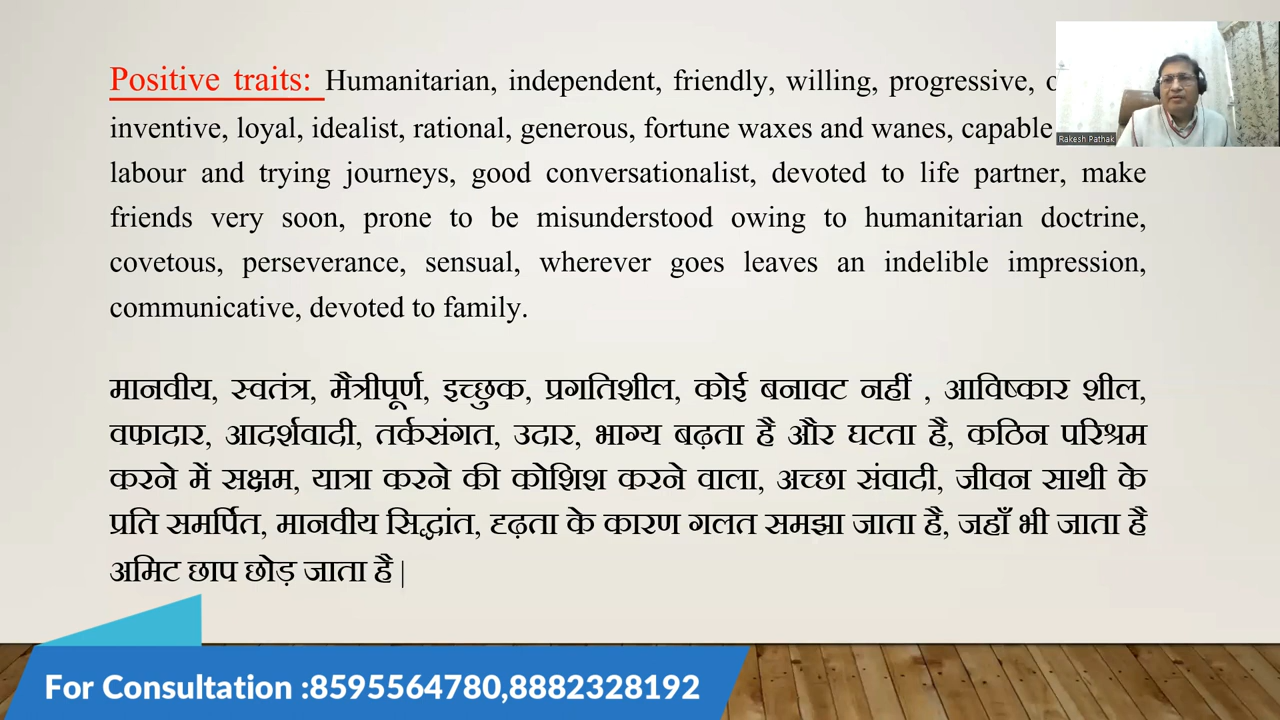 Positive traits: Humanitarian, independent, friendly, willing, progressive,
inventive, loyal, idealist, rational, generous, fortune waxes and wanes, capable
labour and trying journeys, good conversationalist, devoted to life partner, make
friends very soon, prone to be misunderstood owing to humanitarian doctrine,
covetous, perseverance, sensual, wherever goes leaves an indelible impression,
communicative, devoted to family.
मानवीय, स्वतंत्र, मैत्रीपूर्ण, इच्छुक, प्रगतिशील, कोई बनावट नहीं , आविष्कार शील,
वफादार, आदर्शवादी, तर्कसंगत, उदार, भाग्य बढ़ता है और घटता है, कठिन परिश्रम
करने में सक्षम, यात्रा करने की कोशिश करने वाला, अच्छा संवादी, जीवन साथी के
प्रति समर्पित, मानवीय सिद्धांत, दृढ़ता के कारण गलत समझा जाता है, जहाँ भी जाता है
अमिट छाप छोड़ जाता है |
Rakesh Pathak
For Consultation :8595564780,8882328192